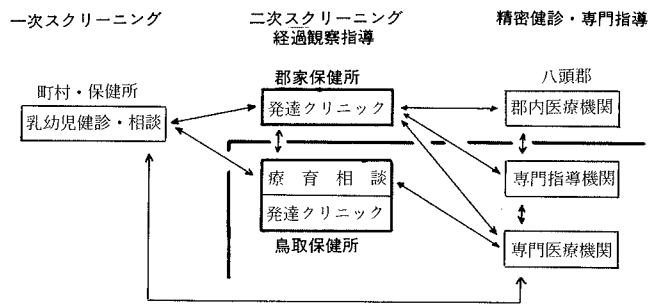 一次スクリーニング
二次スクリーニング
経過観察指導
精密健診・専門指導
町村・保健所
乳幼児健診・相談
郡家保健所
発達クリニック
療育相談
発達クリニック
鳥取保健所
八頭郡
郡内医療機関
専門指導機関
専門医療機関